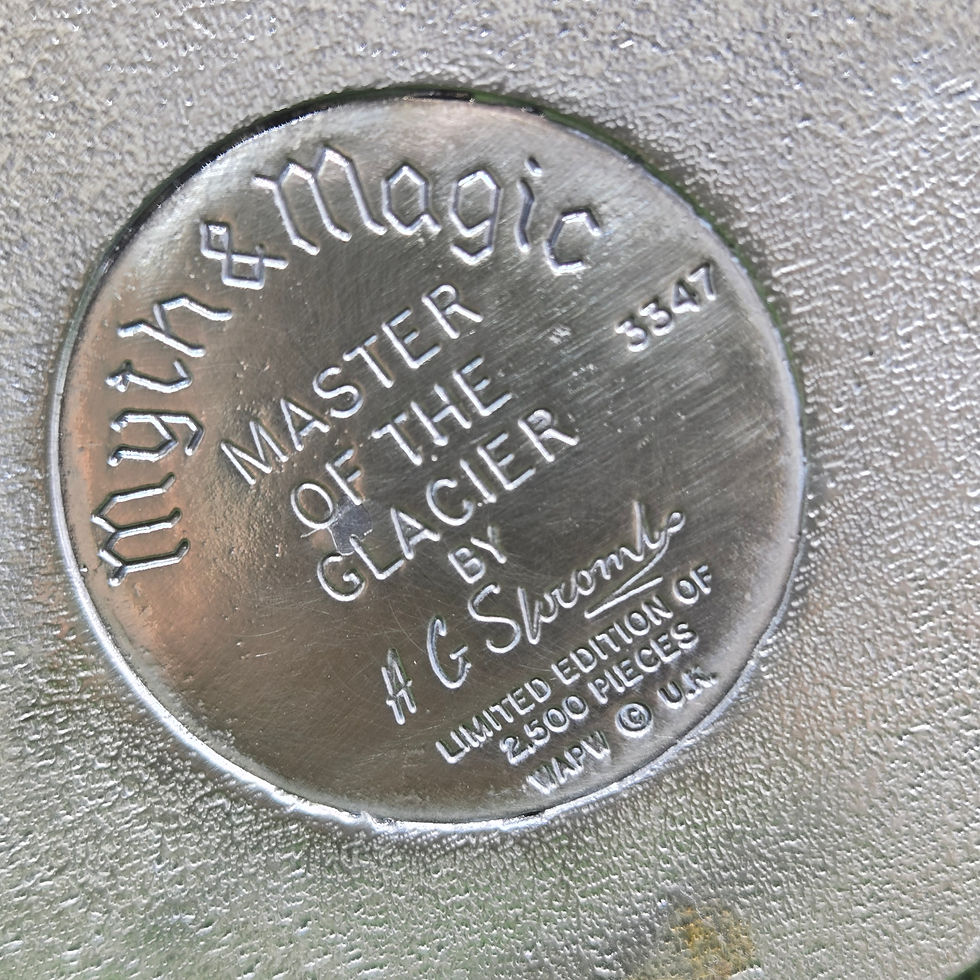 Myth & Magic
3347
MASTER
OF THE
GLACIER
BY
A G Slocombe
LIMITED EDITION OF
2,500 PIECES
WAPW © U.K.